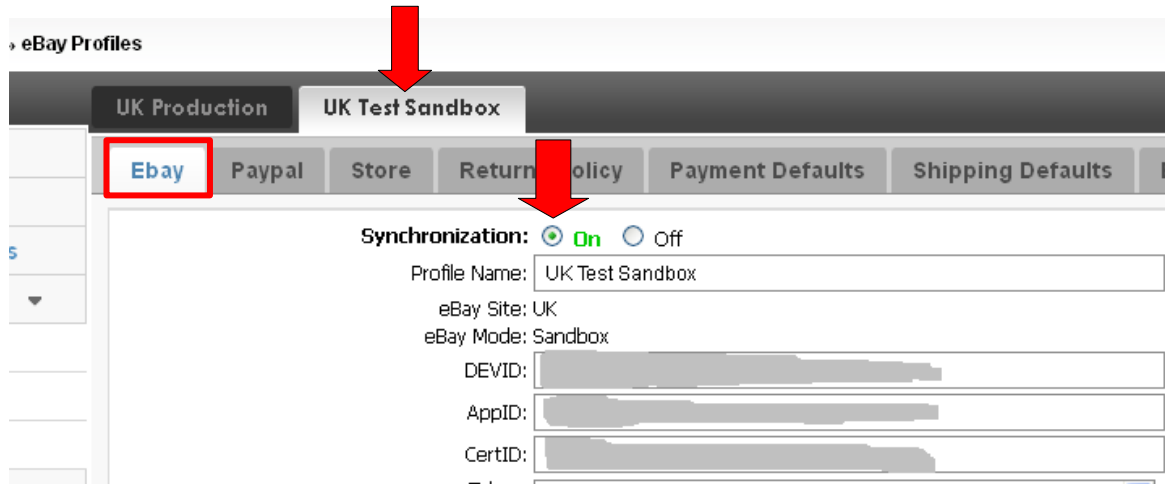 » eBay Profiles
UK Production UK Test Sandbox
Ebay Paypal Store Return olicy Payment Defaults Shipping Defaults
s
Synchronization: On Off
Profile Name: UK Test Sandbox
eBay Site: UK
eBay Mode: Sandbox
DEVID:
AppID:
CertID: